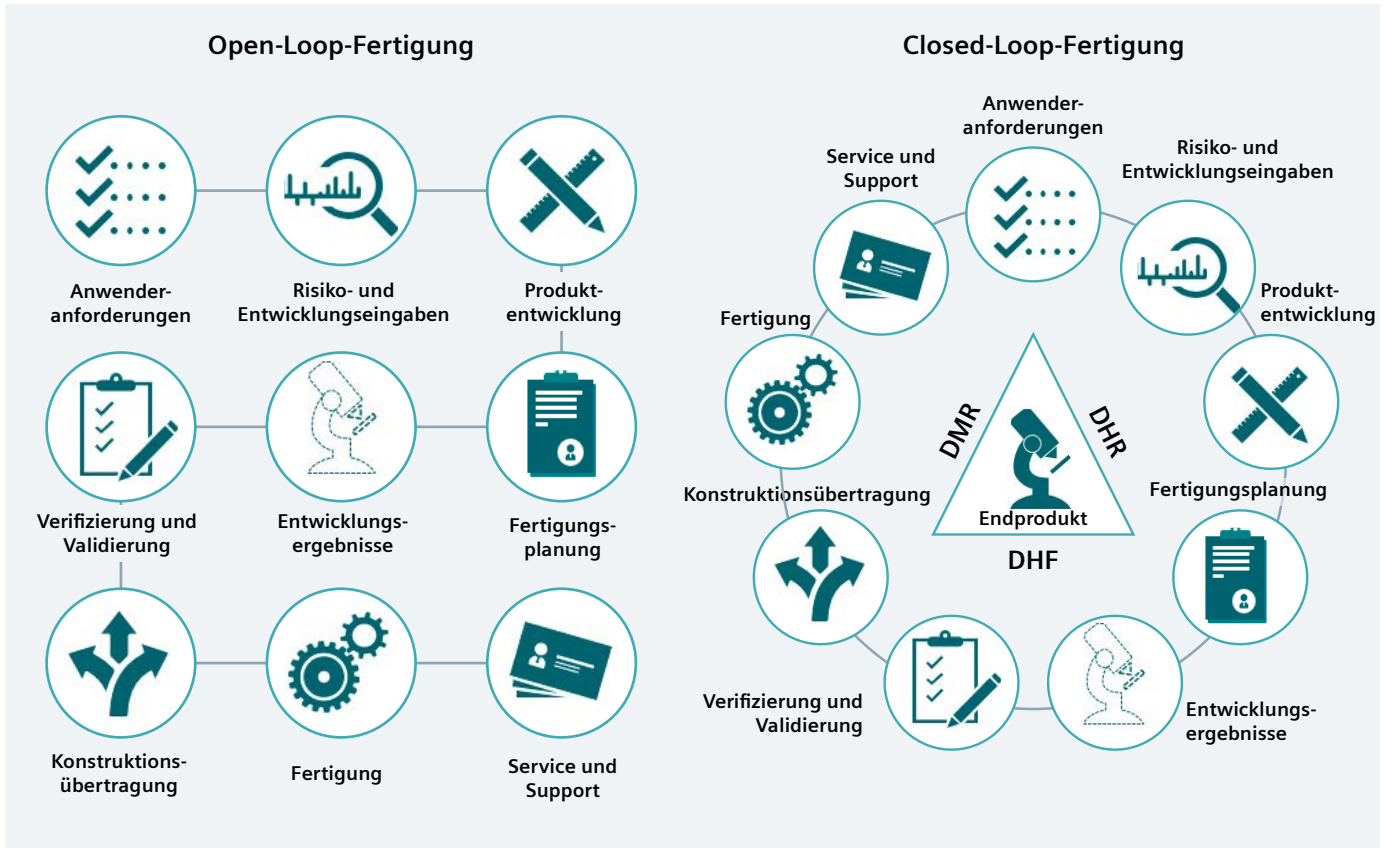 Open-Loop-Fertigung
Anwender-
anforderungen
Risiko- und
Entwicklungseingaben
Produkt-
entwicklung
Verifizierung und
Validierung
Entwicklungs-
ergebnisse
Fertigungs-
planung
Konstruktions-
übertragung
Fertigung
Service und
Support
Closed-Loop-Fertigung
Anwender-
anforderungen
Risiko- und
Entwicklungseingaben
Produkt-
entwicklung
Fertigungsplanung
Entwicklungs-
ergebnisse
Verifizierung und
Validierung
Konstruktionsübertragung
Fertigung
Service und
Support
DMR
DHR
Endprodukt
DHF